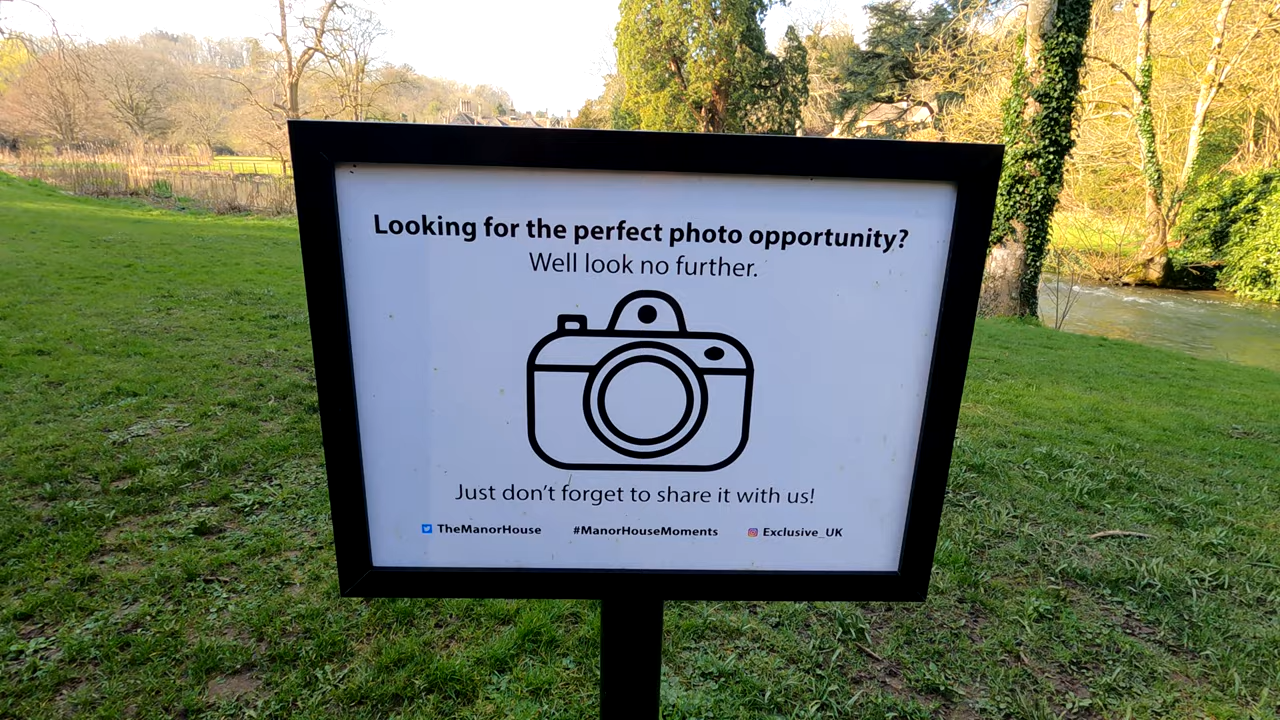 Looking for the perfect photo opportunity?
Well look no further.
Just don't forget to share it with us!
TheManorHouse #ManorHouseMoments Exclusive_UK